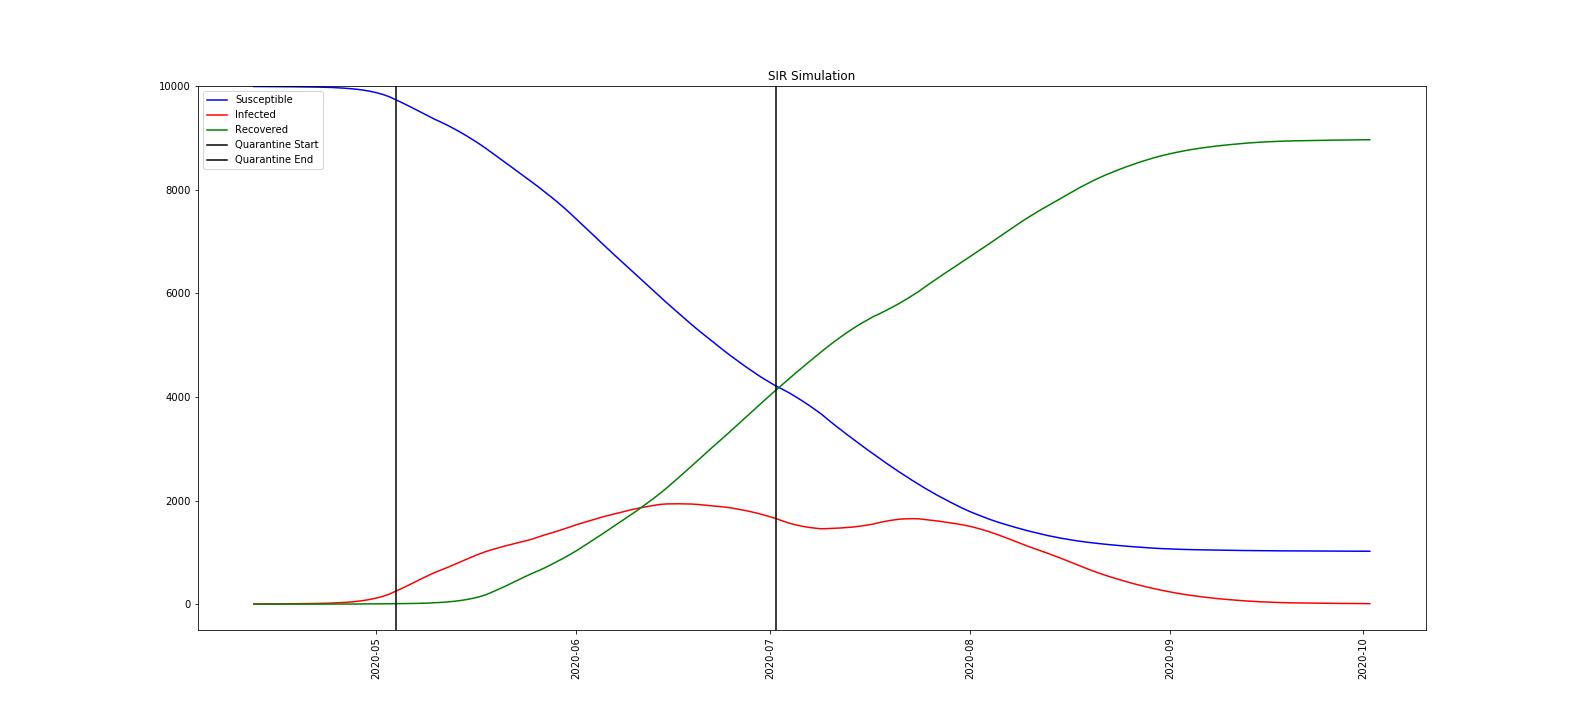 SIR Simulation
10000
8000
6000
4000
2000
0
Susceptible
Infected
Recovered
Quarantine Start
Quarantine End
2020-05
2020-06
2020-07
2020-08
2020-09
2020-10